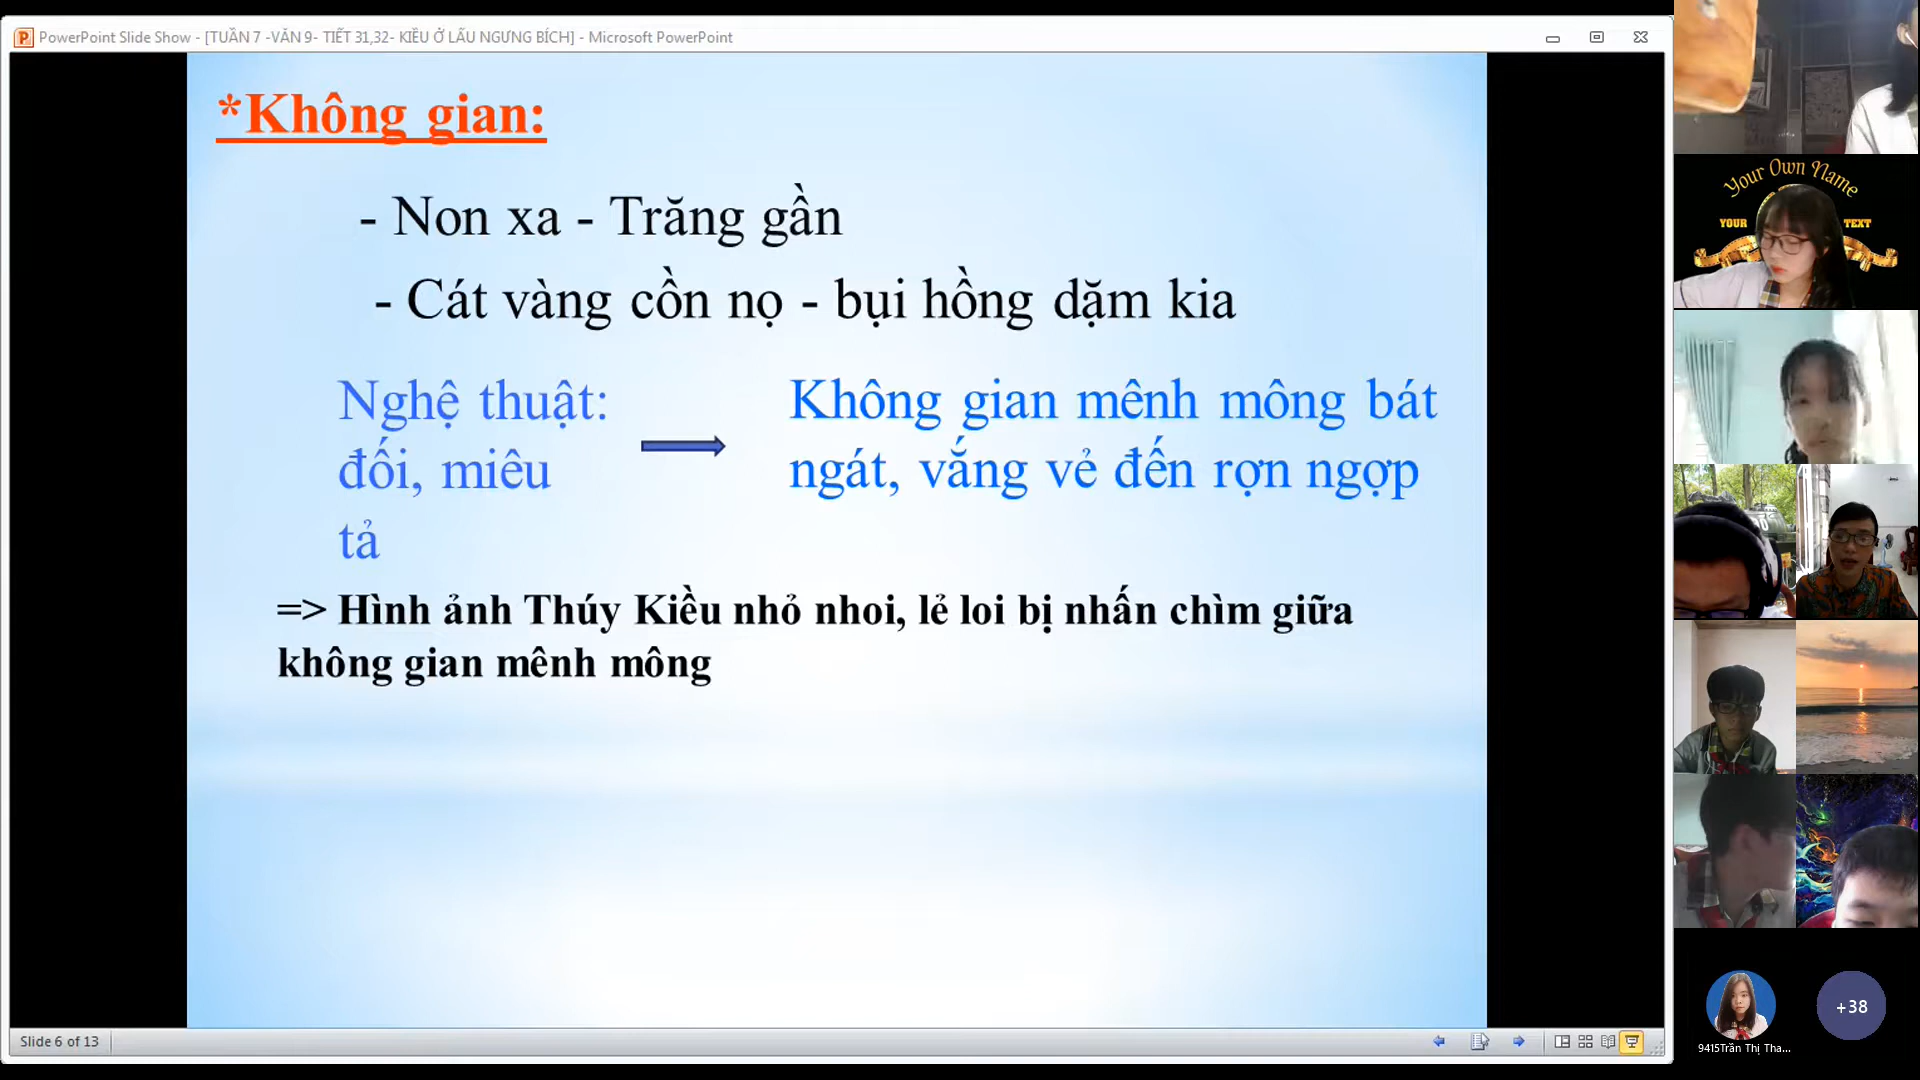 PowerPoint Slide Show - [TUẦN 7 -VĂN 9- TIẾT 31,32- KIỀU Ở LẦU NGƯNG BÍCH] - Microsoft PowerPoint
*Không gian:
- Non xa - Trăng gần
- Cát vàng cồn nọ - bụi hồng dặm kia
Nghệ thuật:
đối, miêu
tả
Không gian mênh mông bát
ngát, vắng vẻ đến rợn ngợp
=> Hình ảnh Thúy Kiều nhỏ nhoi, lẻ loi bị nhấn chìm giữa
không gian mênh mông
Slide 6 of 13
Your Own Name
YOUR TEXT
+38
9415Trần Thị Tha...